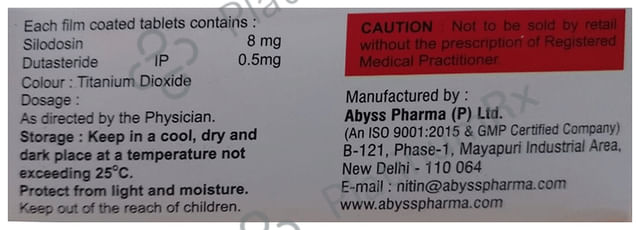 Each film coated tablets contains :
Silodosin 8 mg
Dutasteride IP 0.5mg
Colour : Titanium Dioxide
Dosage :
As directed by the Physician.
Storage : Keep in a cool, dry and
dark place at a temperature not
exceeding 25°C.
Protect from light and moisture.
Keep out of the reach of children.
CAUTION : Not to be sold by retail
without the prescription of Registered
Medical Practitioner
Manufactured by :
Abyss Pharma (P) Ltd.
(An ISO 9001:2015 & GMP Certified Company)
B-121, Phase-1, Mayapuri Industrial Area,
New Delhi - 110 064
E-mail : nitin@abysspharma.com
www.abysspharma.com